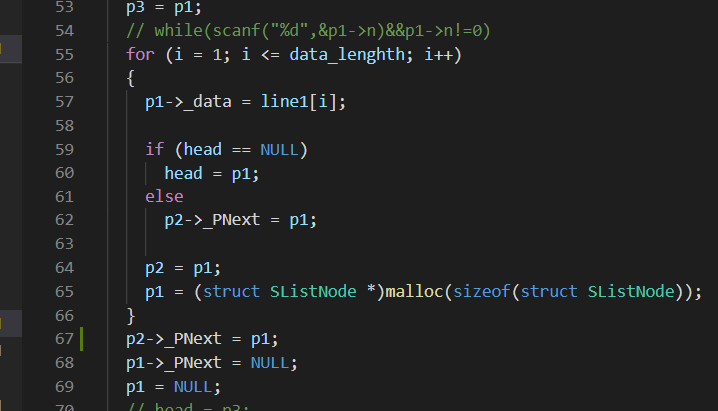 53 p3 = p1;
54 // while(scanf("%d",&p1->n)&&p1->n!=0)
55 for (i = 1; i <= data_lenghth; i++)
56 {
57 p1->_data = line1[i];
58
59 if (head == NULL)
60 head = p1;
61 else
62 p2->_PNext = p1;
63
64 p2 = p1;
65 p1 = (struct SListNode *)malloc(sizeof(struct SListNode));
66 }
67 p2->_PNext = p1;
68 p1->_PNext = NULL;
69 p1 = NULL;
70 // head = p3;